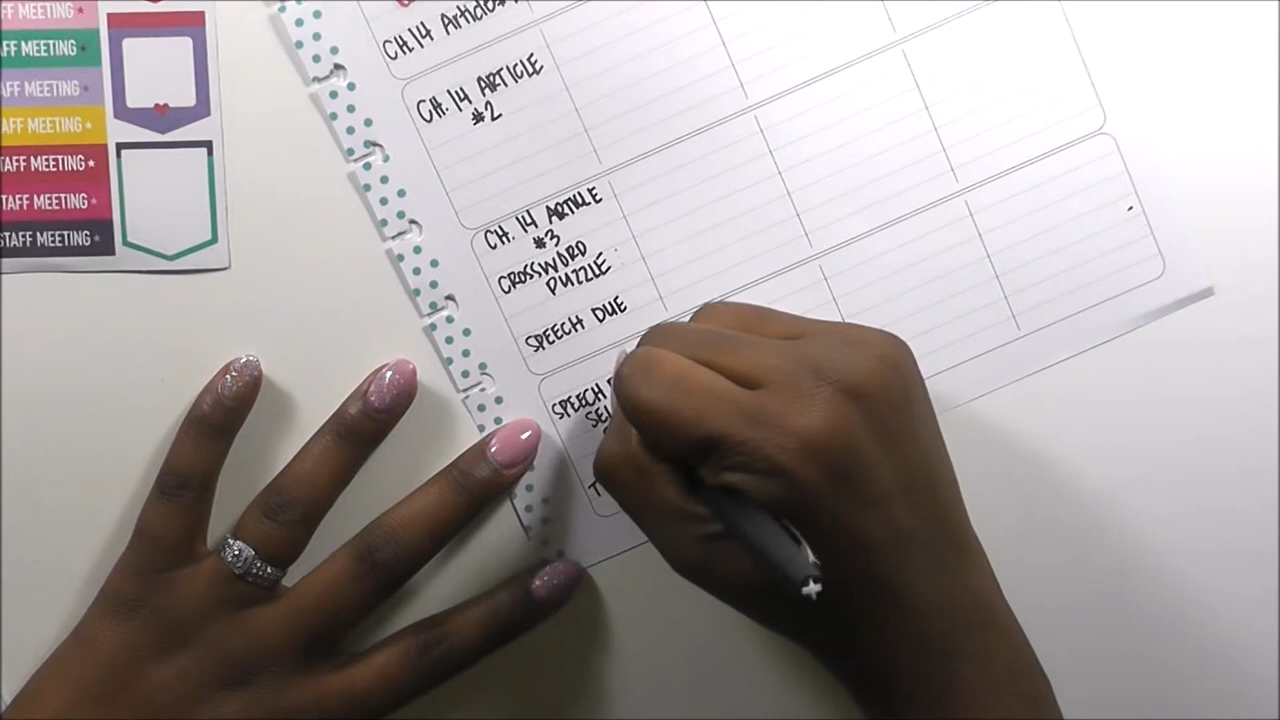 FF MEETING
FF MEETING
AFF MEETING
AFF MEETING
TAFF MEETING
TAFF MEETING
STAFF MEETING
CH.14 Article
CH. 14 ARTICLE
#2
CH. 14 ARTICLE
#3
CROSSWORD
PUZZLE
SPEECH DUE
SPEECH